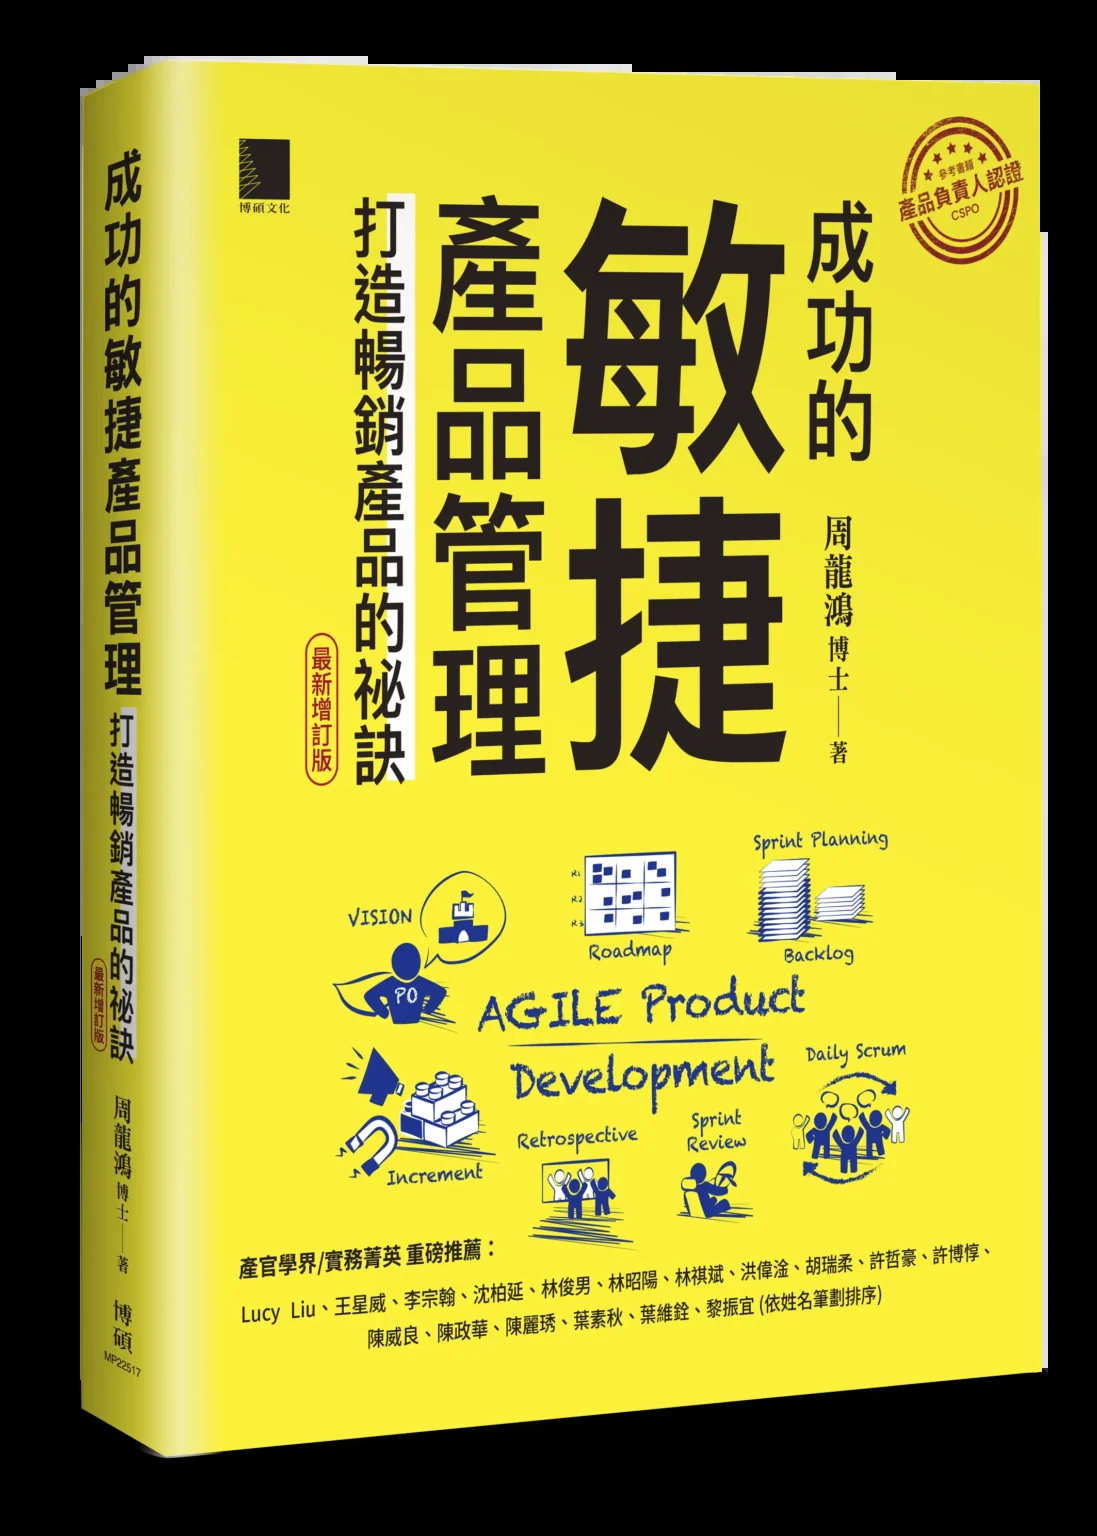 成功的敏捷產品管理
打造暢銷產品的祕訣
最新增訂版
周龍鴻 博士——著
博碩
MP22517
博碩文化
參考書籍
產品負責人認證
CSPO
成功的
敏捷
產品管理
打造暢銷產品的祕訣
最新增訂版
周龍鴻 博士——著
VISION
PO
R1
R2
R3
Roadmap
Sprint Planning
Backlog
AGILE Product
Development
Daily Scrum
Increment
Retrospective
Sprint
Review
產官學界/實務菁英 重磅推薦：
Lucy Liu、王星威、李宗翰、沈柏延、林俊男、林昭陽、林祺斌、洪偉淦、胡瑞柔、許哲豪、許博惇、
陳威良、陳政華、陳麗琇、葉素秋、葉維銓、黎振宜 (依姓名筆劃排序)